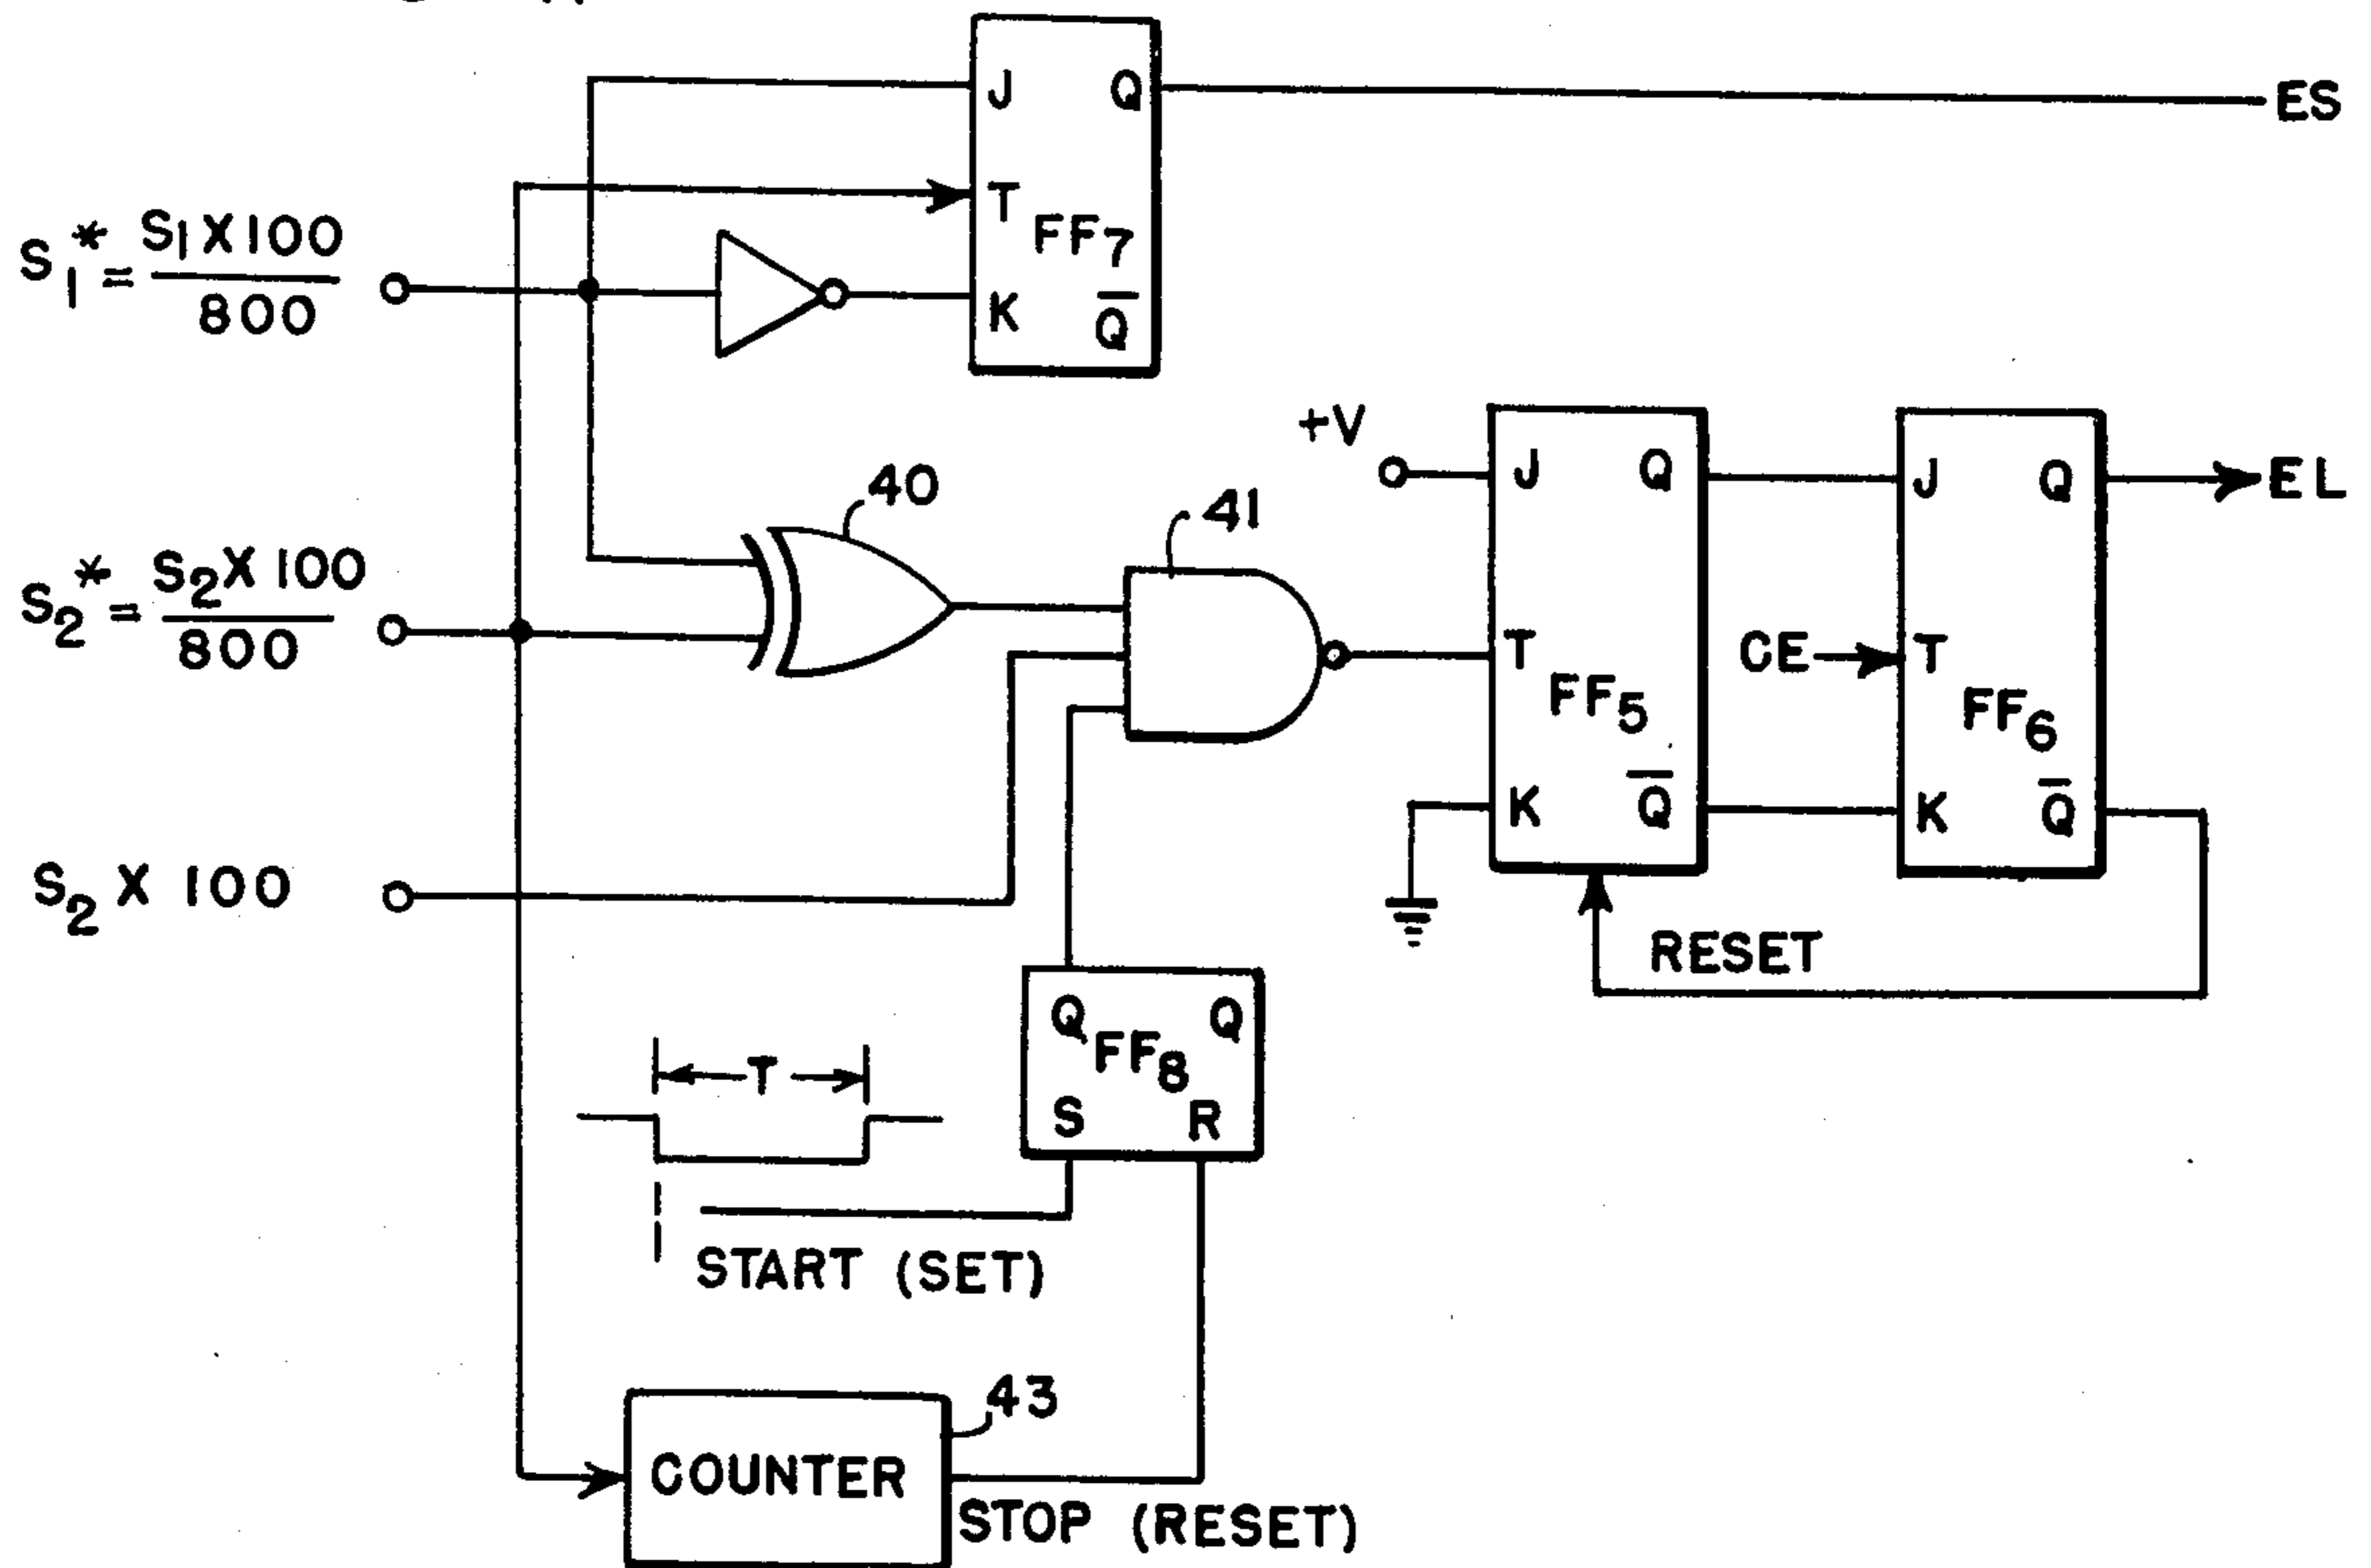 J Q
ES
T
FF7
S1* = S1 X 100 / 800
K Q̅
+V
40
41
J Q
J Q
EL
S2* = S2 X 100 / 800
T
CE
T
FF5
FF6
K Q̅
K Q̅
S2 X 100
RESET
Q FF8 Q
T
S R
START (SET)
43
COUNTER
STOP (RESET)